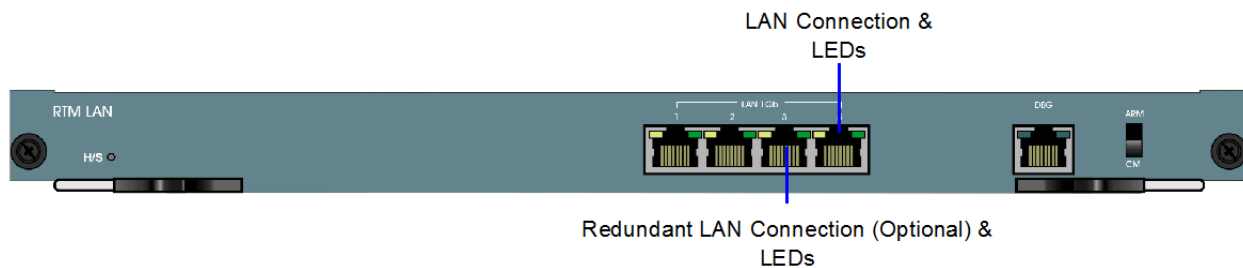 LAN Connection &
LEDs
RTM LAN
LAN 1Gb
1 2 3
DBG
ARM
H/S
CM
Redundant LAN Connection (Optional) &
LEDs